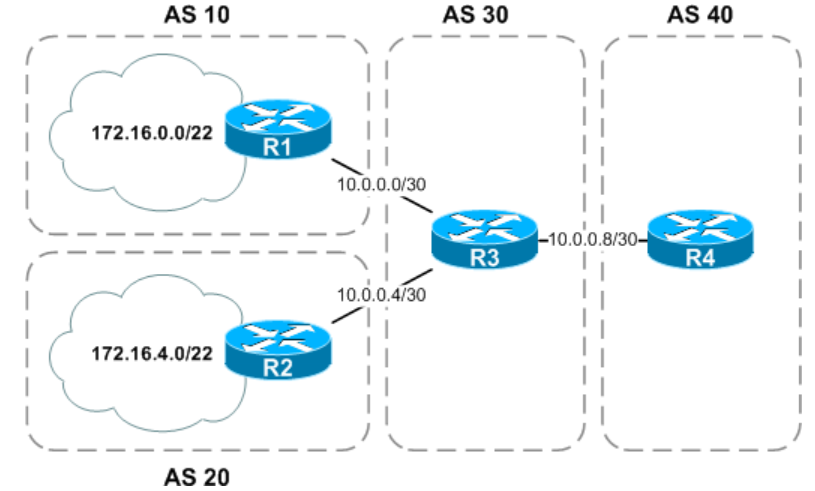 AS 10
AS 30
AS 40
172.16.0.0/22
R1
10.0.0.0/30
R3
10.0.0.8/30
R4
10.0.0.4/30
172.16.4.0/22
R2
AS 20